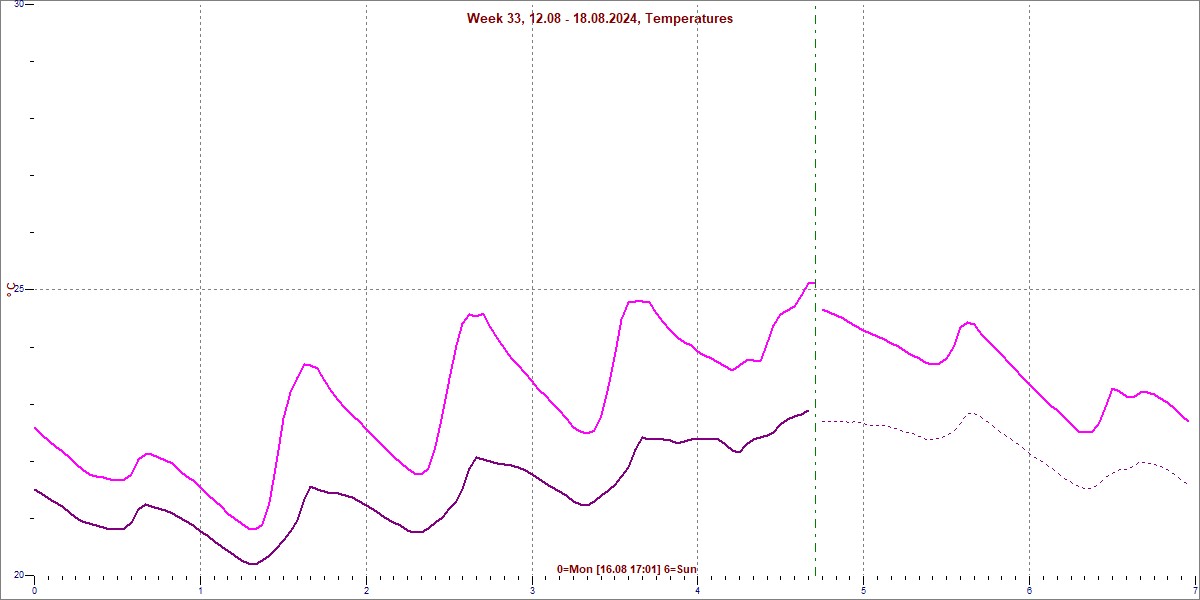 30
Week 33, 12.08 - 18.08.2024, Temperatures
°C
25
0=Mon [16.08 17:01] 6=Sun
20
0 1 2 3 4 5 6 7